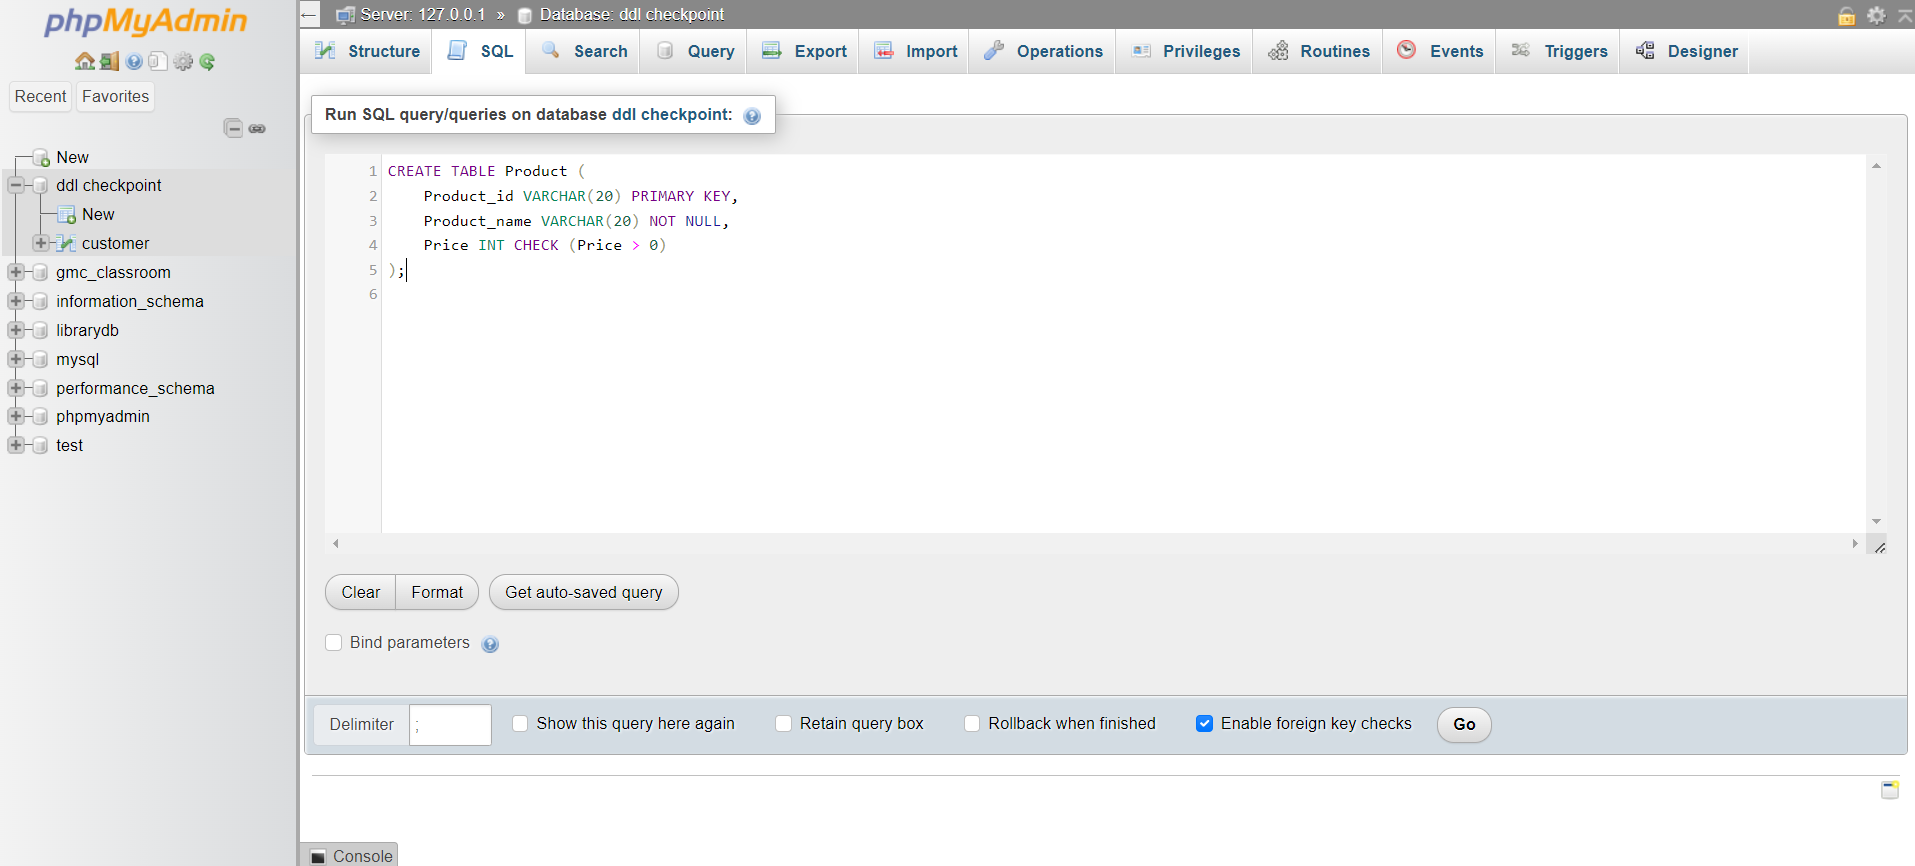 phpMyAdmin
Recent
Favorites
New
ddl checkpoint
New
customer
gmc_classroom
information_schema
librarydb
mysql
performance_schema
phpmyadmin
test
Server: 127.0.0.1 » Database: ddl checkpoint
Structure
SQL
Search
Query
Export
Import
Operations
Privileges
Routines
Events
Triggers
Designer
Run SQL query/queries on database ddl checkpoint:
1 CREATE TABLE Product (
2 Product_id VARCHAR(20) PRIMARY KEY,
3 Product_name VARCHAR(20) NOT NULL,
4 Price INT CHECK (Price > 0)
5 );
6
Clear
Format
Get auto-saved query
Bind parameters
Delimiter ;
Show this query here again
Retain query box
Rollback when finished
Enable foreign key checks
Go
Console